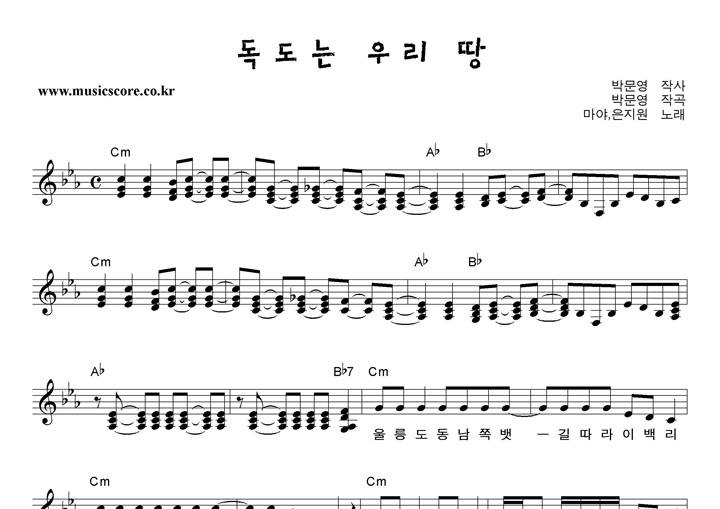 독도는 우리 땅
www.musicscore.co.kr
박문영 작사
박문영 작곡
마야,은지원 노래
Cm A♭ B♭
Cm A♭ B♭
A♭ B♭7 Cm
울릉도동남쪽뱃 ー길따라이백리
Cm Cm